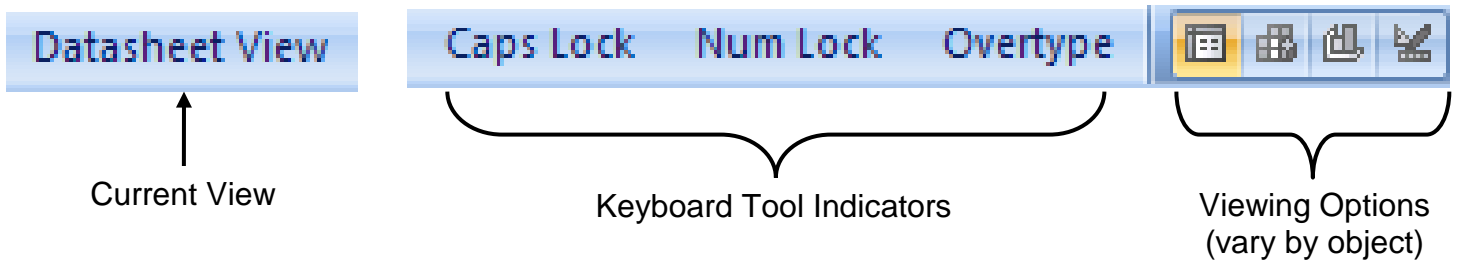 Datasheet View Caps Lock Num Lock Overtype
Current View
Keyboard Tool Indicators
Viewing Options
(vary by object)